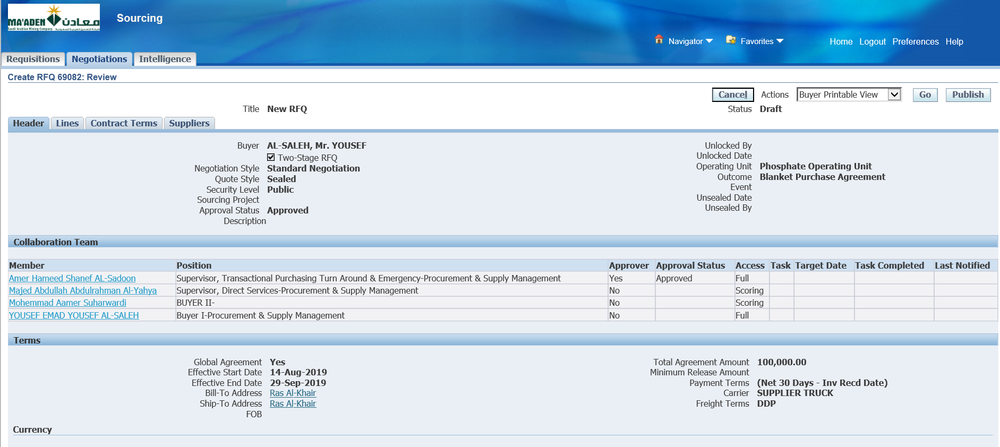 MA'ADEN معادن
Saudi Arabian Mining Company
Sourcing
Navigator
Favorites
Home Logout Preferences Help
Requisitions Negotiations Intelligence
Create RFQ 69082: Review
Cancel Actions Buyer Printable View Go Publish
Title New RFQ
Status Draft
Header Lines Contract Terms Suppliers
Buyer AL-SALEH, Mr. YOUSEF
Two-Stage RFQ
Negotiation Style Standard Negotiation
Quote Style Sealed
Security Level Public
Sourcing Project
Approval Status Approved
Description
Unlocked By
Unlocked Date
Operating Unit Phosphate Operating Unit
Outcome Blanket Purchase Agreement
Event
Unsealed Date
Unsealed By
Collaboration Team
Member Position Approver Approval Status Access Task Target Date Task Completed Last Notified
Amer Hameed Shanef AL-Sadoon Supervisor, Transactional Purchasing Turn Around & Emergency-Procurement & Supply Management Yes Approved Full
Majed Abdullah Abdulrahman Al-Yahya Supervisor, Direct Services-Procurement & Supply Management No Scoring
Mohemmad Aamer Suharwardi BUYER II- No Scoring
YOUSEF EMAD YOUSEF AL-SALEH Buyer I-Procurement & Supply Management No Full
Terms
Global Agreement Yes
Effective Start Date 14-Aug-2019
Effective End Date 29-Sep-2019
Bill-To Address Ras Al-Khair
Ship-To Address Ras Al-Khair
FOB
Total Agreement Amount 100,000.00
Minimum Release Amount
Payment Terms (Net 30 Days - Inv Recd Date)
Carrier SUPPLIER TRUCK
Freight Terms DDP
Currency